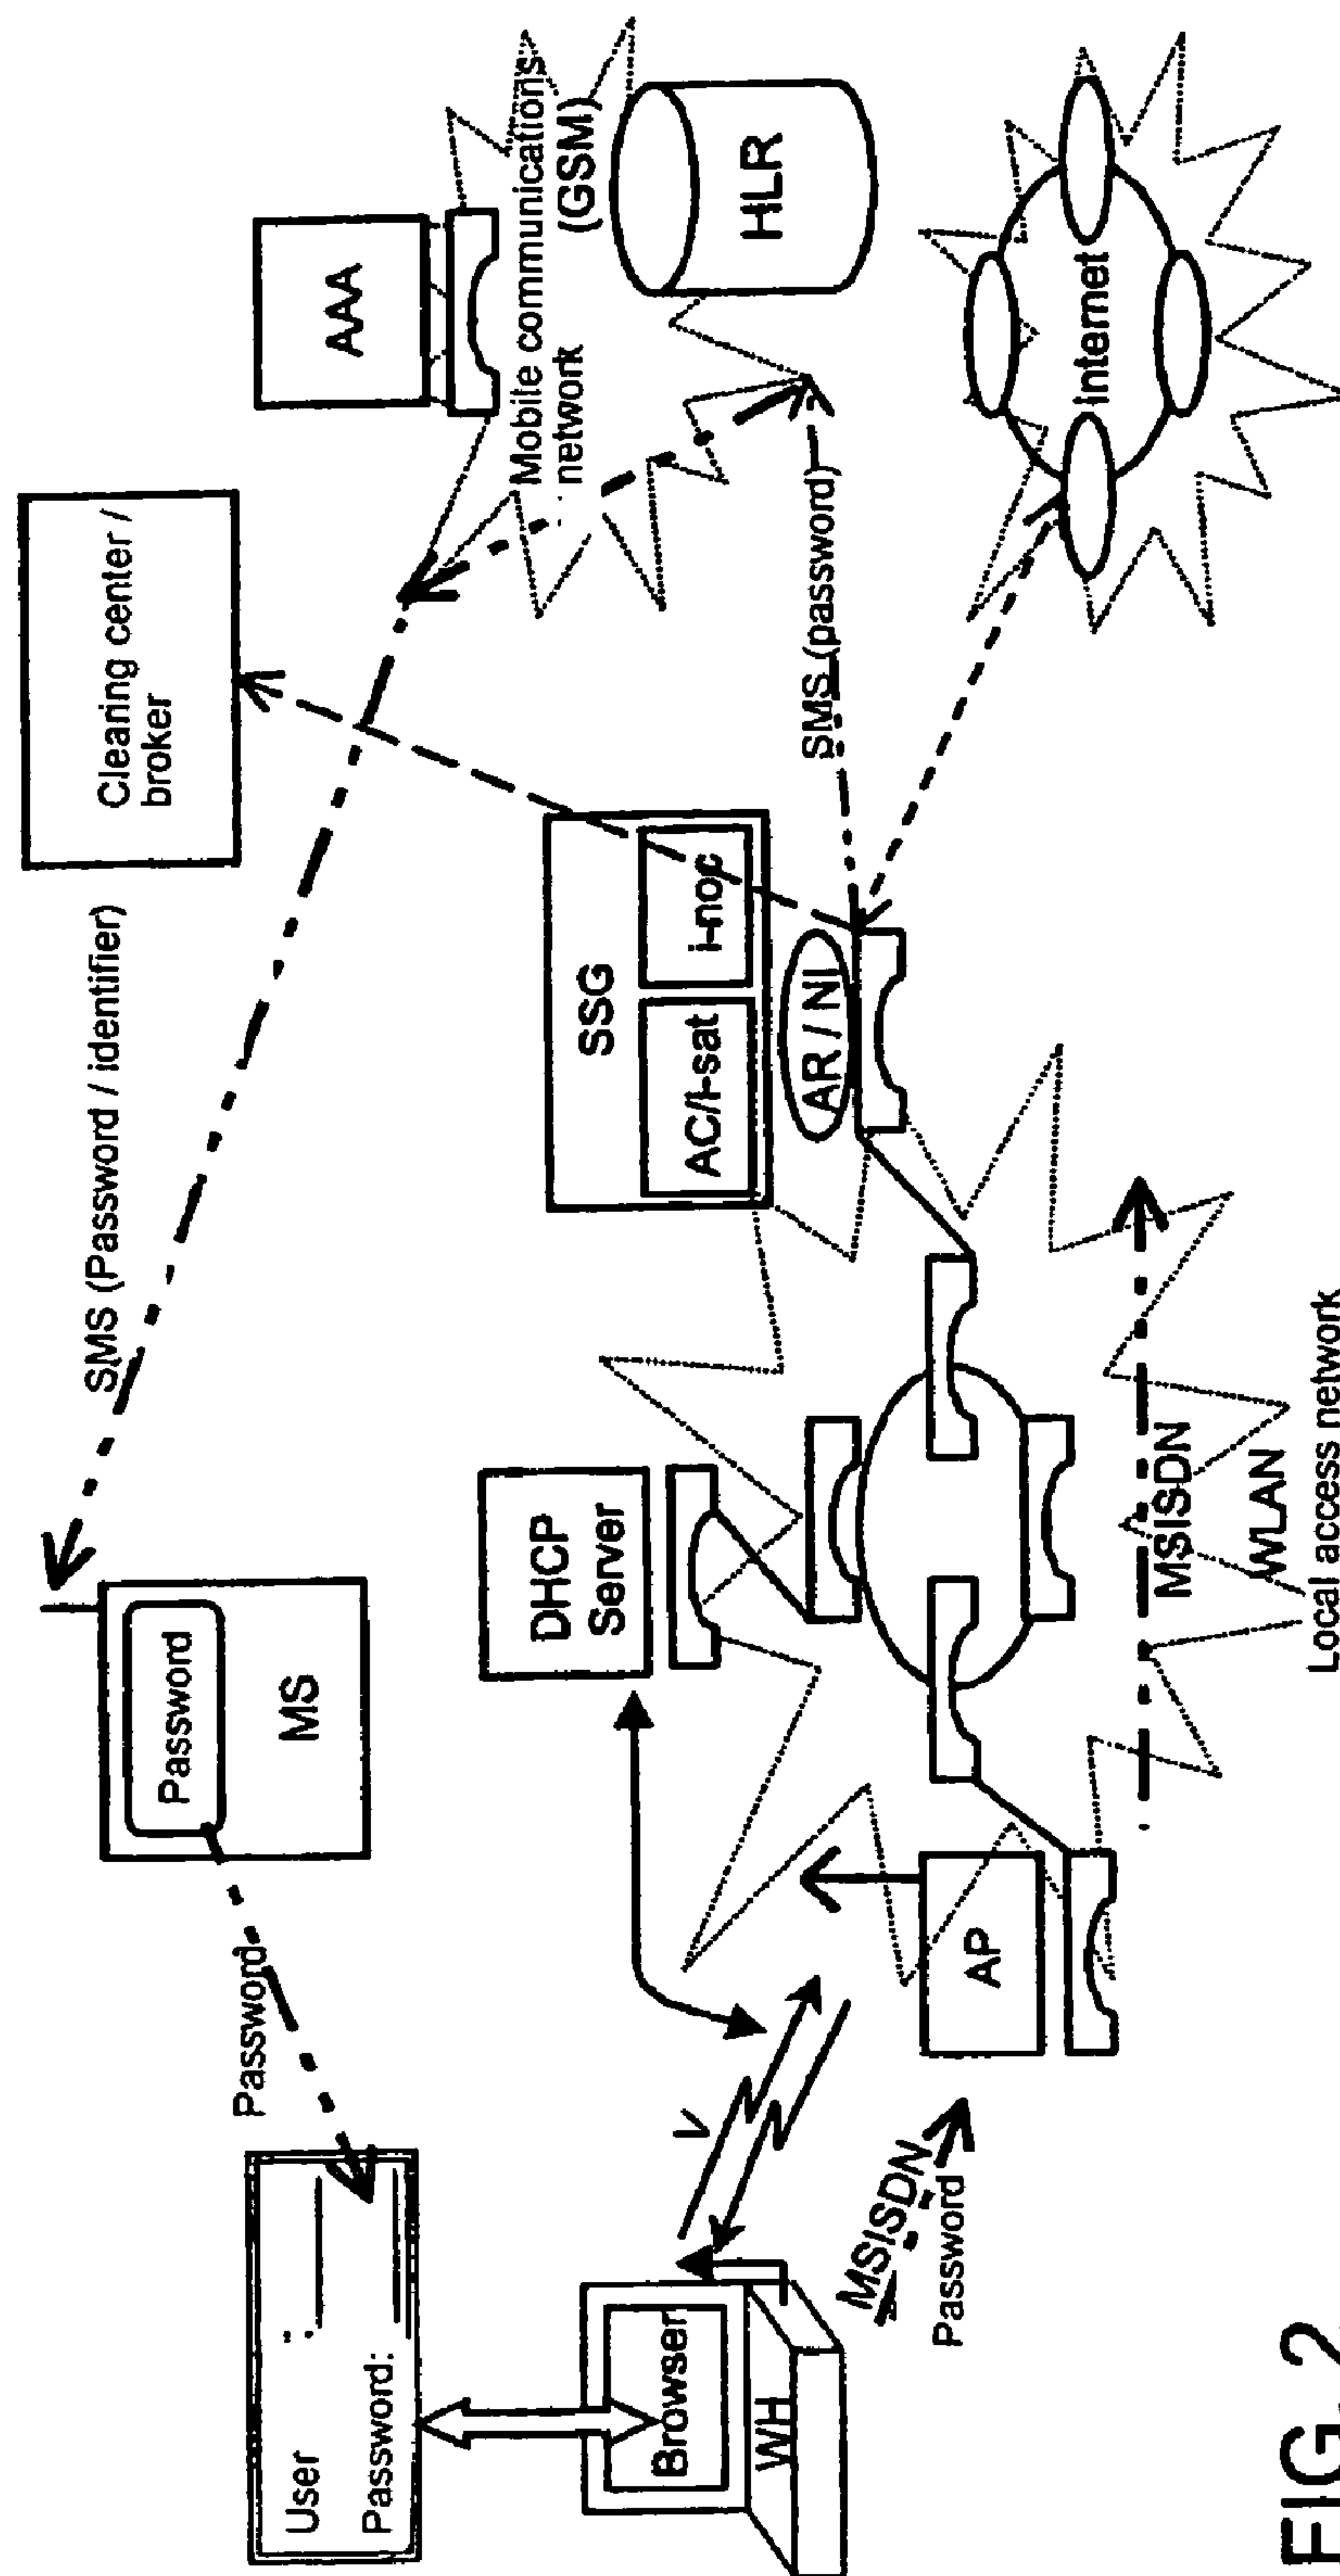 User :
Password:
Browser
WH
Password
Password
MS
SMS (Password / identifier)
Clearing center /
broker
AAA
Mobile communications
network
(GSM)
HLR
DHCP
Server
SSG
AC/I-sat
i-noc
AR / NI
SMS (password)
Internet
V
MSISDN
Password
AP
MSISDN
WLAN
Local access network
FIG. 2